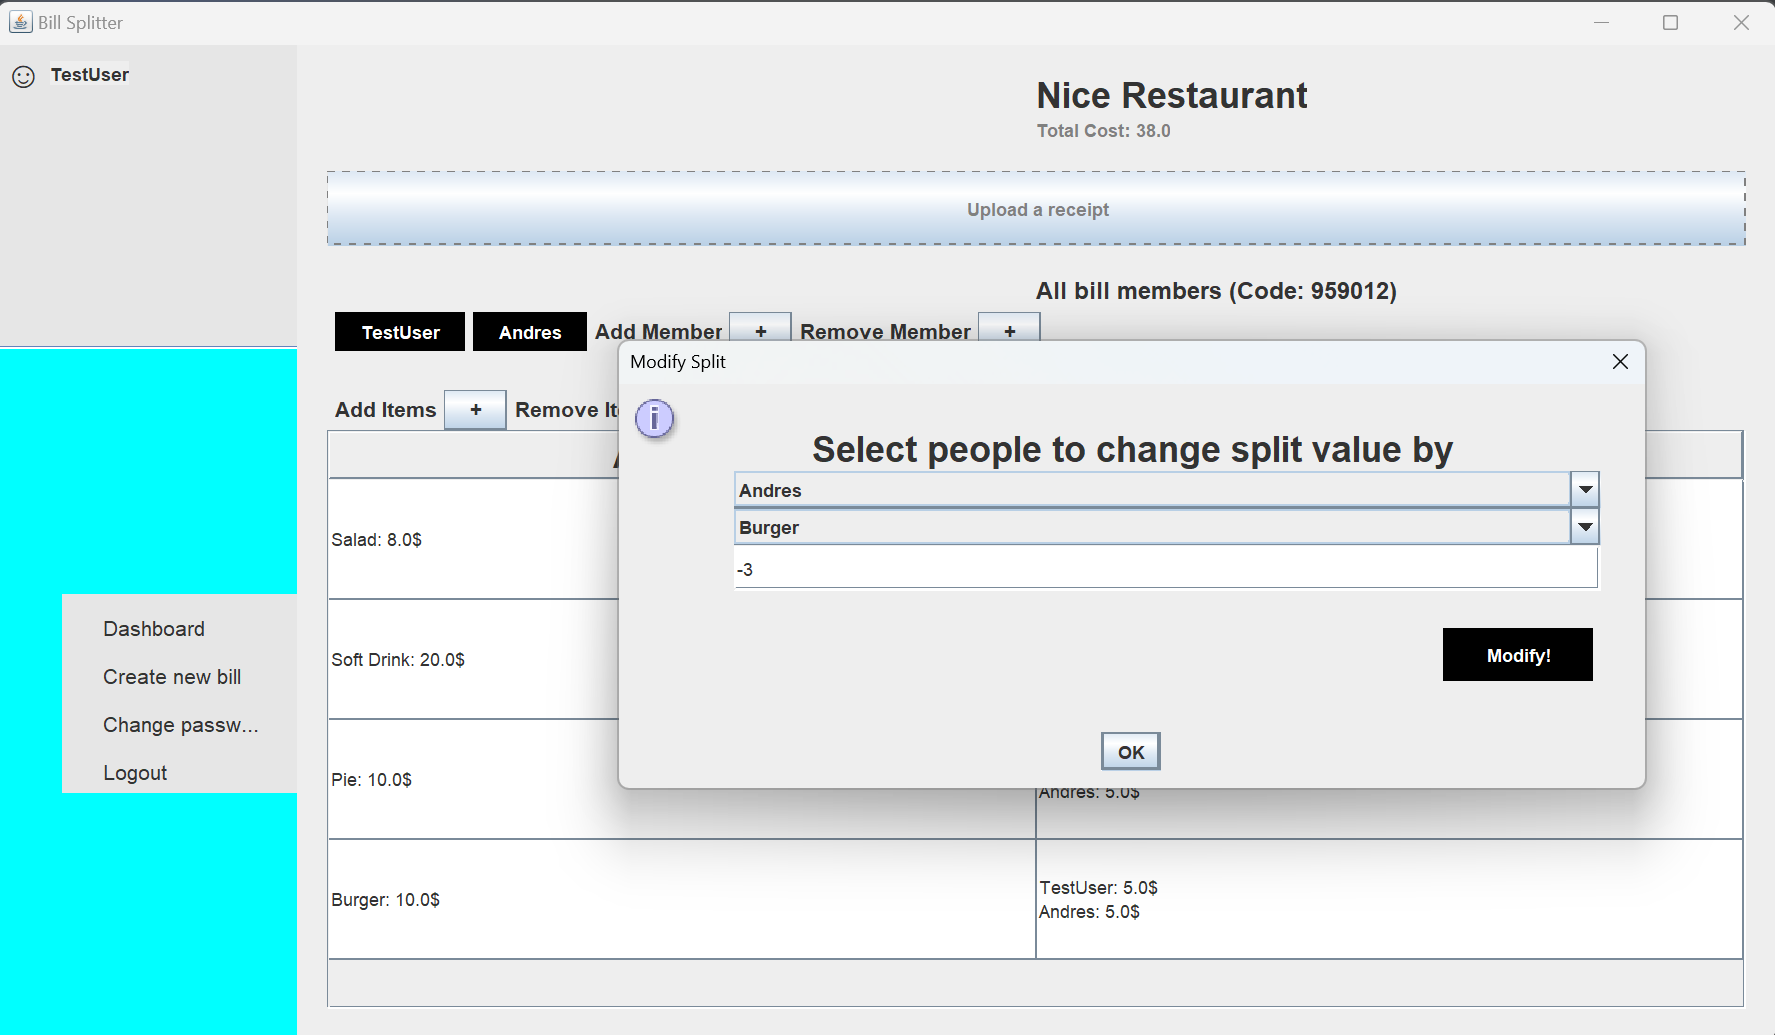 Bill Splitter
TestUser
Nice Restaurant
Total Cost: 38.0
Upload a receipt
All bill members (Code: 959012)
TestUser Andres Add Member + Remove Member +
Add Items + Remove
Modify Split
Select people to change split value by
Andres
Burger
-3
Modify!
OK
Salad: 8.0$
Soft Drink: 20.0$
Pie: 10.0$
Andres: 5.0$
Burger: 10.0$
TestUser: 5.0$
Andres: 5.0$
Dashboard
Create new bill
Change passw...
Logout